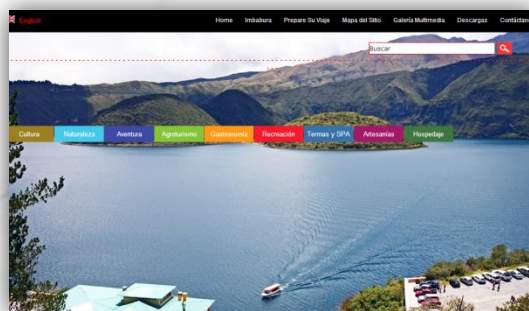 English Home Imbabura Prepare Su Viaje Mapa del Sitio Galería Multimedia Descargas Contáctano
Buscar
Cultura Naturaleza Aventura Agroturismo Gastronomía Recreación Termas y SPA Artesanías Hospedaje